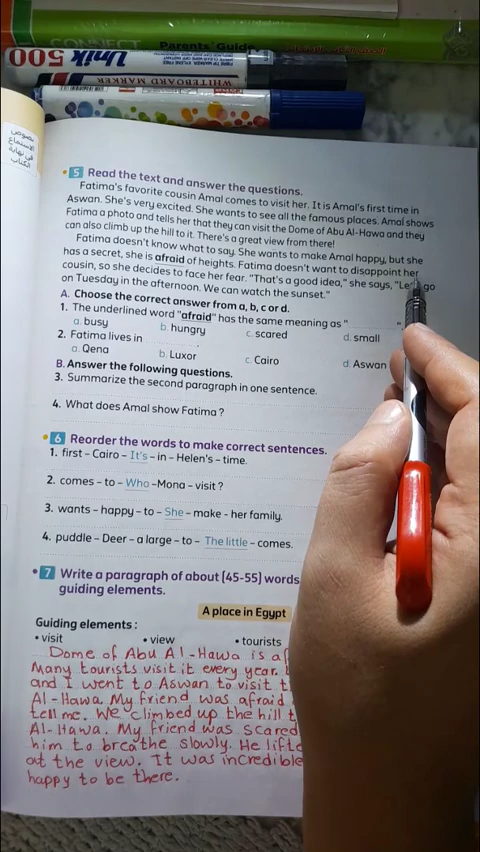 CONNECT Parents' Guide
Unik 500
WHITEBOARD MARKER
نصوص
الاستماع
في نهاية
الكتاب
5 Read the text and answer the questions.
Fatima's favorite cousin Amal comes to visit her. It is Amal's first time in
Aswan. She's very excited. She wants to see all the famous places. Amal shows
Fatima a photo and tells her that they can visit the Dome of Abu Al-Hawa and they
can also climb up the hill to it. There's a great view from there!
Fatima doesn't know what to say. She wants to make Amal happy, but she
has a secret, she is afraid of heights. Fatima doesn't want to disappoint her
cousin, so she decides to face her fear. "That's a good idea," she says, "Let's go
on Tuesday in the afternoon. We can watch the sunset."
A. Choose the correct answer from a, b, c or d.
1. The underlined word "afraid" has the same meaning as "............"
a. busy b. hungry c. scared d. small
2. Fatima lives in ............
a. Qena b. Luxor c. Cairo d. Aswan
B. Answer the following questions.
3. Summarize the second paragraph in one sentence.
4. What does Amal show Fatima ?
6 Reorder the words to make correct sentences.
1. first – Cairo – It's – in – Helen's – time.
2. comes – to – Who –Mona – visit ?
3. wants – happy – to – She – make – her family.
4. puddle – Deer – a large – to – The little – comes.
7 Write a paragraph of about (45-55) words
guiding elements.
A place in Egypt
Guiding elements :
• visit • view • tourists
Dome of Abu Al-Hawa is
Many tourists visit it every year.
and I went to Aswan to visit
Al-Hawa. My friend was afraid
tell me. We climbed up the hill
Al-Hawa. My friend was scared
him to breathe slowly. He
at the view. It was incredible
happy to be there.